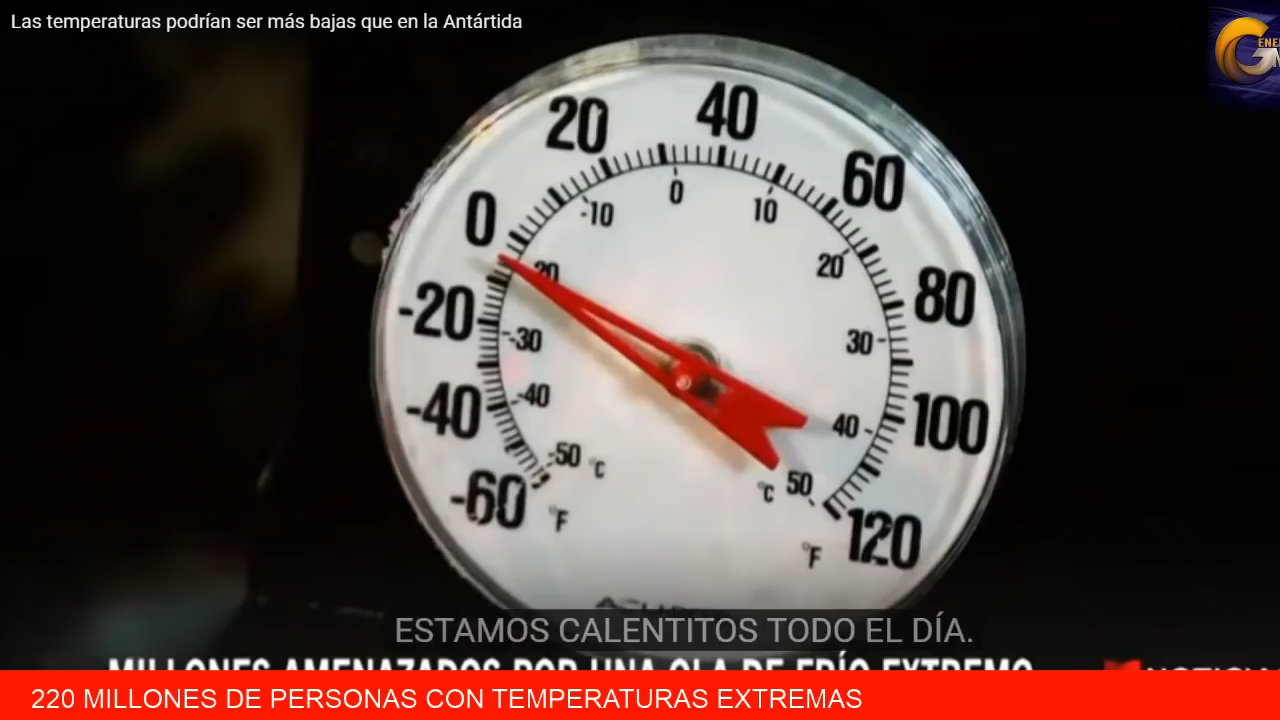 Las temperaturas podrían ser más bajas que en la Antártida
20
40
60
80
100
120
0
-20
-40
-60
-10
0
10
20
30
40
50
20
-30
-40
-50
°C
°F
°C
°F
ESTAMOS CALENTITOS TODO EL DÍA.
MILLONES AMENAZADOS POR UNA OLA DE FRÍO EXTREMO
220 MILLONES DE PERSONAS CON TEMPERATURAS EXTREMAS